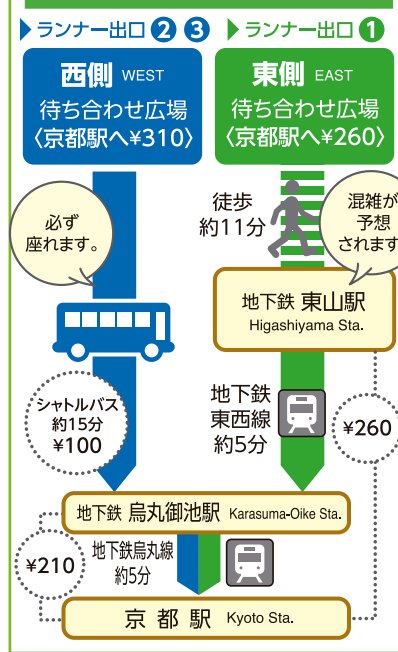 ランナー出口 ❷ ❸
ランナー出口 ❶
西側 WEST
待ち合わせ広場
〈京都駅へ¥310〉
東側 EAST
待ち合わせ広場
〈京都駅へ¥260〉
必ず
座れます。
徒歩
約11分
混雑が
予想
されます
地下鉄 東山駅
Higashiyama Sta.
シャトルバス
約15分
¥100
地下鉄
東西線
約5分
¥260
地下鉄 烏丸御池駅 Karasuma-Oike Sta.
¥210
地下鉄烏丸線
約5分
京都駅 Kyoto Sta.